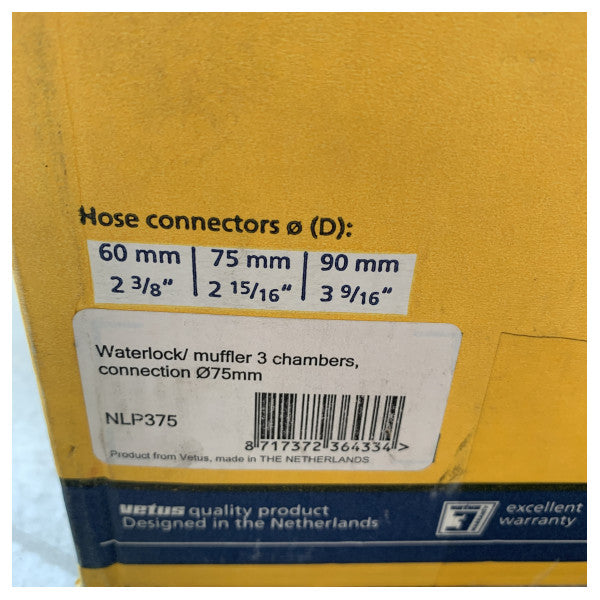 Hose connectors ø (D):
60 mm | 75 mm | 90 mm
2 3/8" | 2 15/16" | 3 9/16"
Waterlock/ muffler 3 chambers,
connection Ø75mm
NLP375
8 717372 364334 >
Product from Vetus, made in THE NETHERLANDS
vetus quality product
Designed in the Netherlands
3
excellent
warranty